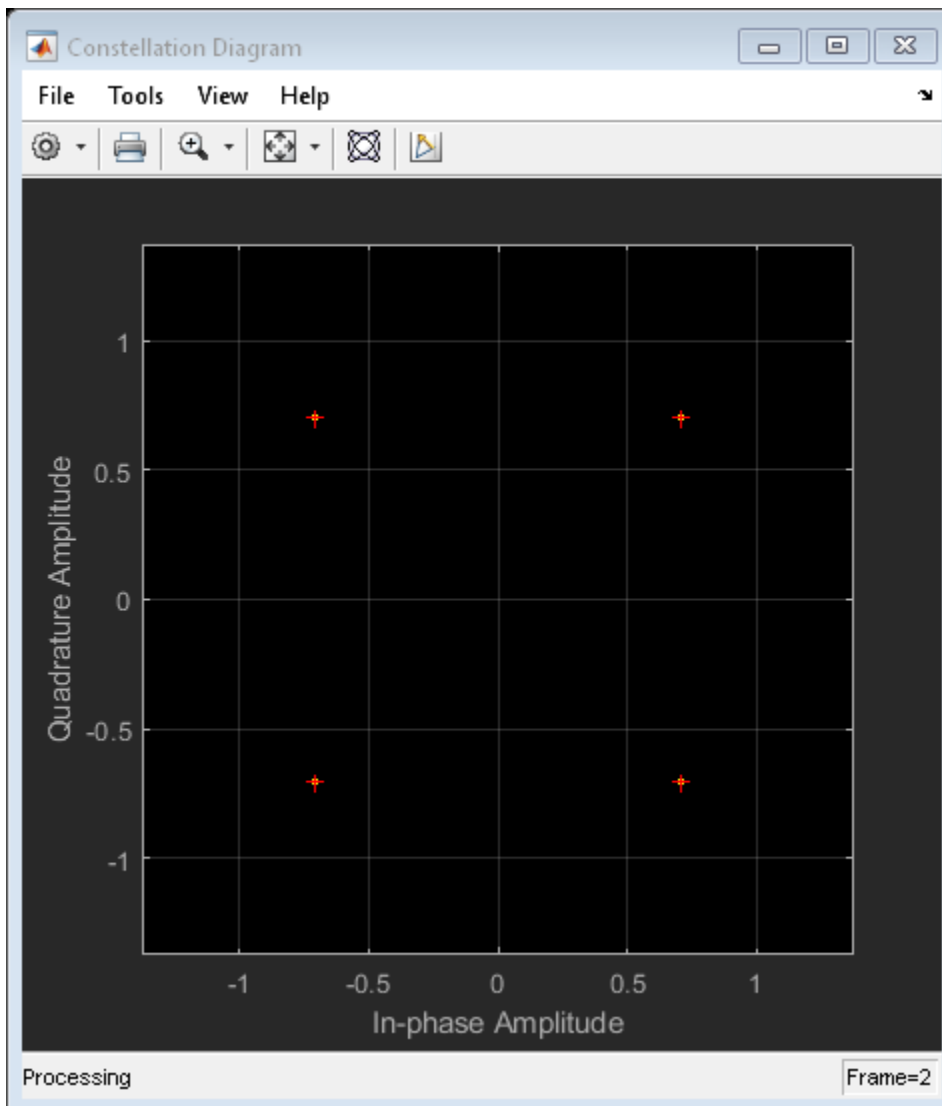 Constellation Diagram
File Tools View Help
1
0.5
0
-0.5
-1
Quadrature Amplitude
-1 -0.5 0 0.5 1
In-phase Amplitude
Processing Frame=2